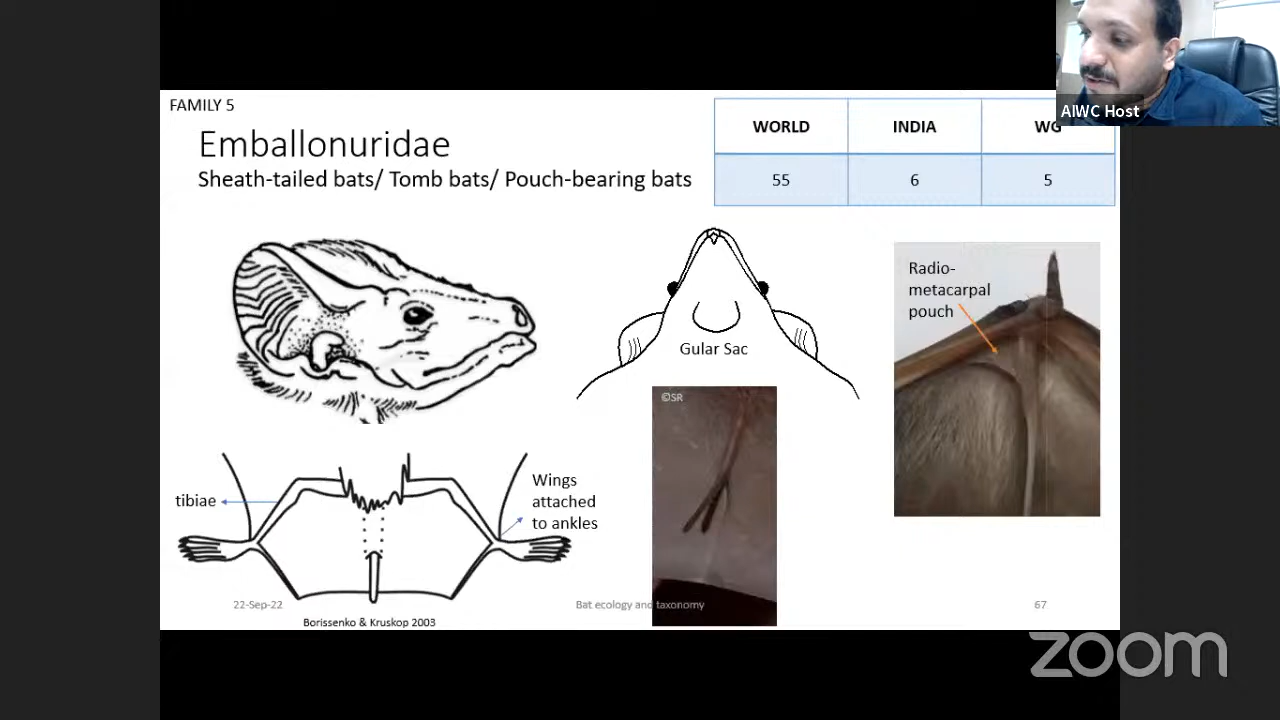 FAMILY 5
Emballonuridae
Sheath-tailed bats/ Tomb bats/ Pouch-bearing bats
WORLD INDIA WG
55 6 5
AIWC Host
Radio-
metacarpal
pouch
Gular Sac
©SR
tibiae
Wings
attached
to ankles
22-Sep-22
Bat ecology and taxonomy
67
Borissenko & Kruskop 2003
zoom